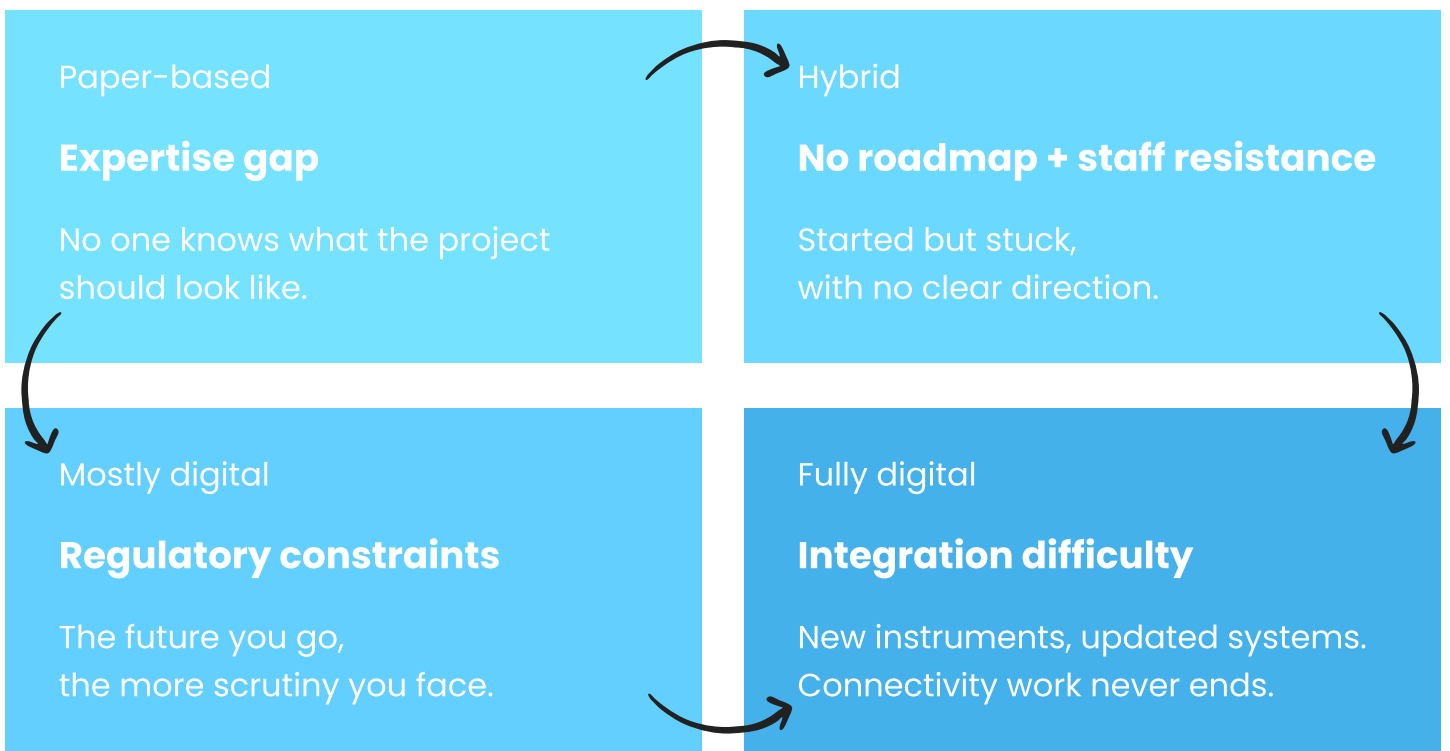 Paper-based
Expertise gap
No one knows what the project
should look like.
Hybrid
No roadmap + staff resistance
Started but stuck,
with no clear direction.
Mostly digital
Regulatory constraints
The future you go,
the more scrutiny you face.
Fully digital
Integration difficulty
New instruments, updated systems.
Connectivity work never ends.